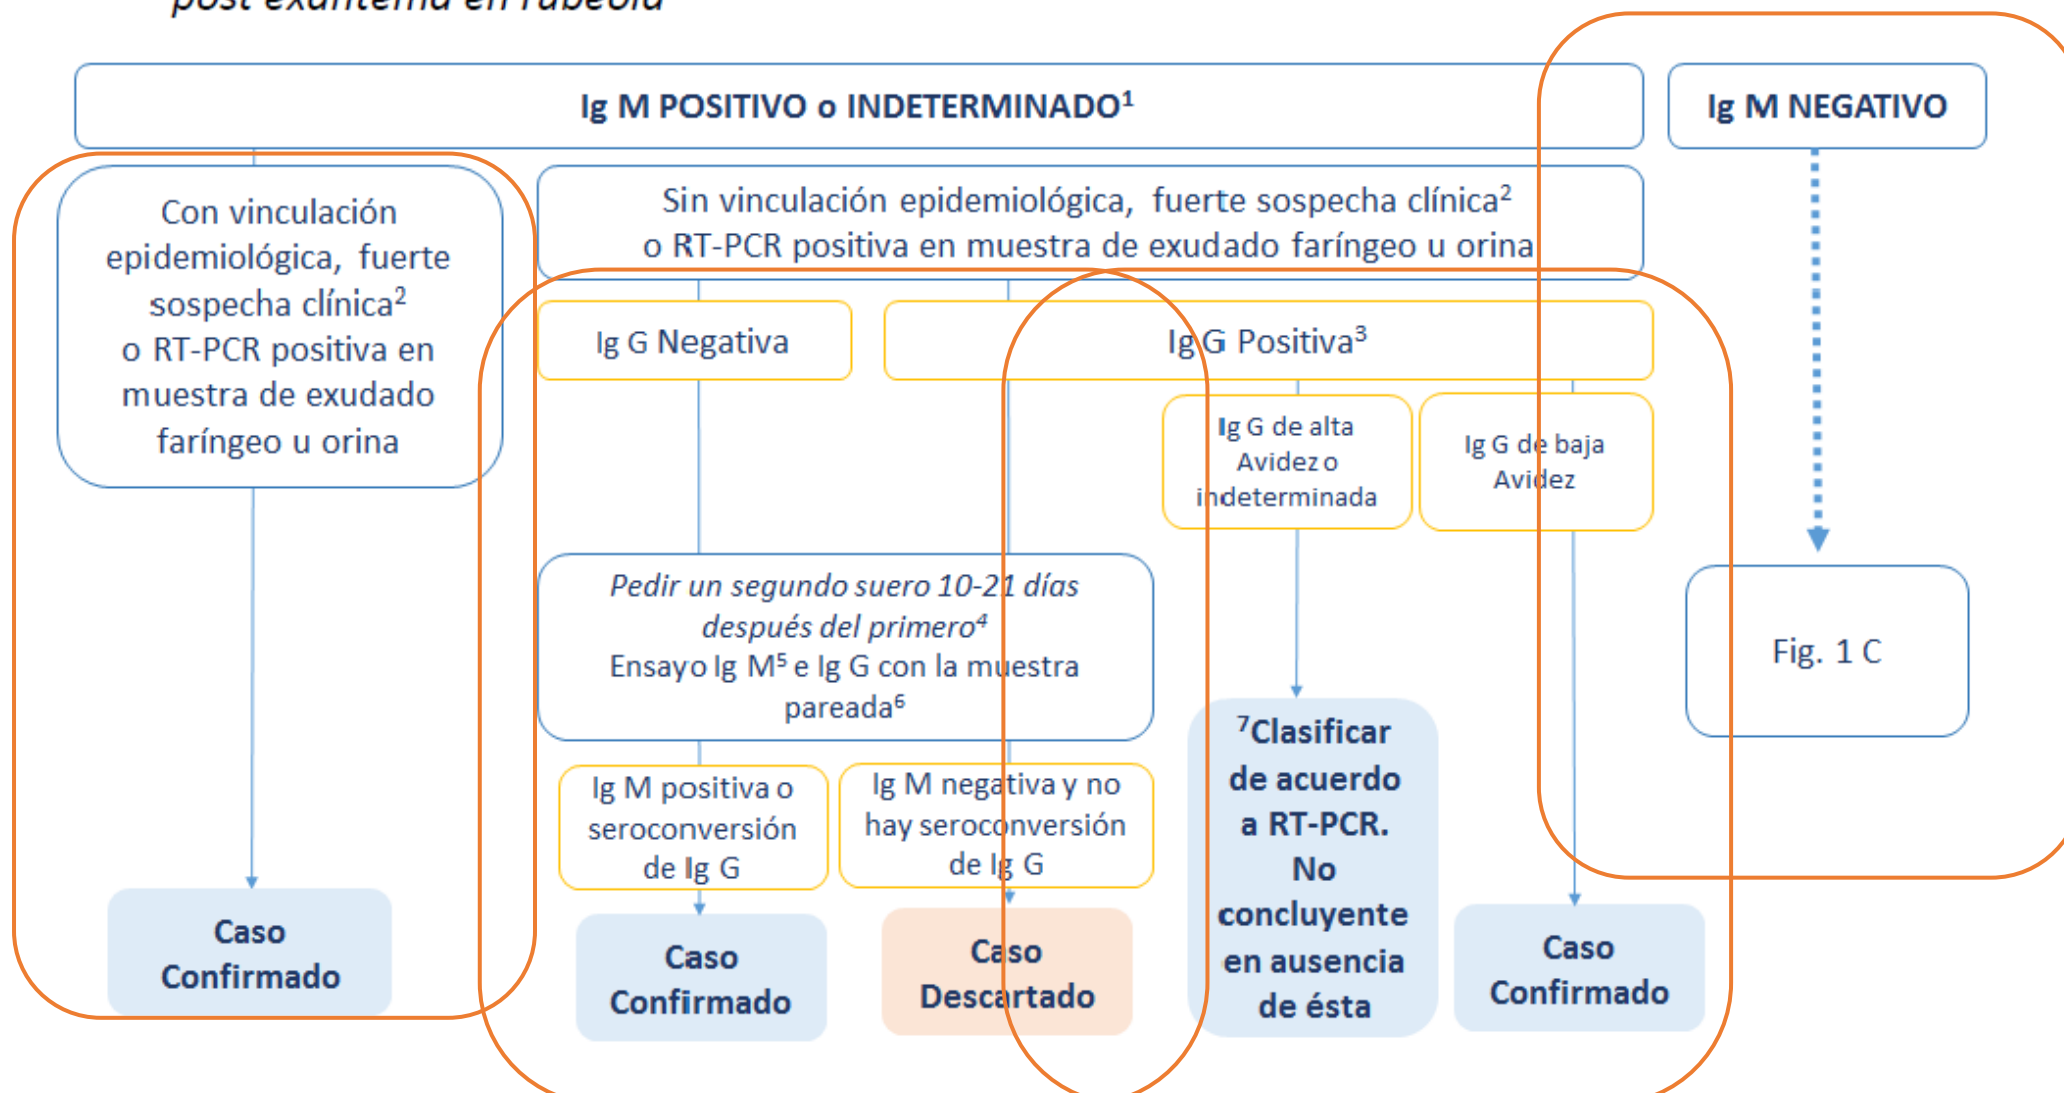 post exantema en rubéola
Ig M POSITIVO o INDETERMINADO¹
Ig M NEGATIVO
Con vinculación
epidemiológica, fuerte
sospecha clínica²
o RT-PCR positiva en
muestra de exudado
faríngeo u orina
Sin vinculación epidemiológica, fuerte sospecha clínica²
o RT-PCR positiva en muestra de exudado faríngeo u orina
Ig G Negativa
Ig G Positiva³
Ig G de alta
Avidez o
indeterminada
Ig G de baja
Avidez
Pedir un segundo suero 10-21 días
después del primero⁴
Ensayo Ig M⁵ e Ig G con la muestra
pareada⁶
Fig. 1 C
Ig M positiva o
seroconversión
de Ig G
Ig M negativa y no
hay seroconversión
de Ig G
⁷Clasificar
de acuerdo
a RT-PCR.
No
concluyente
en ausencia
de ésta
Caso
Confirmado
Caso
Confirmado
Caso
Descartado
Caso
Confirmado